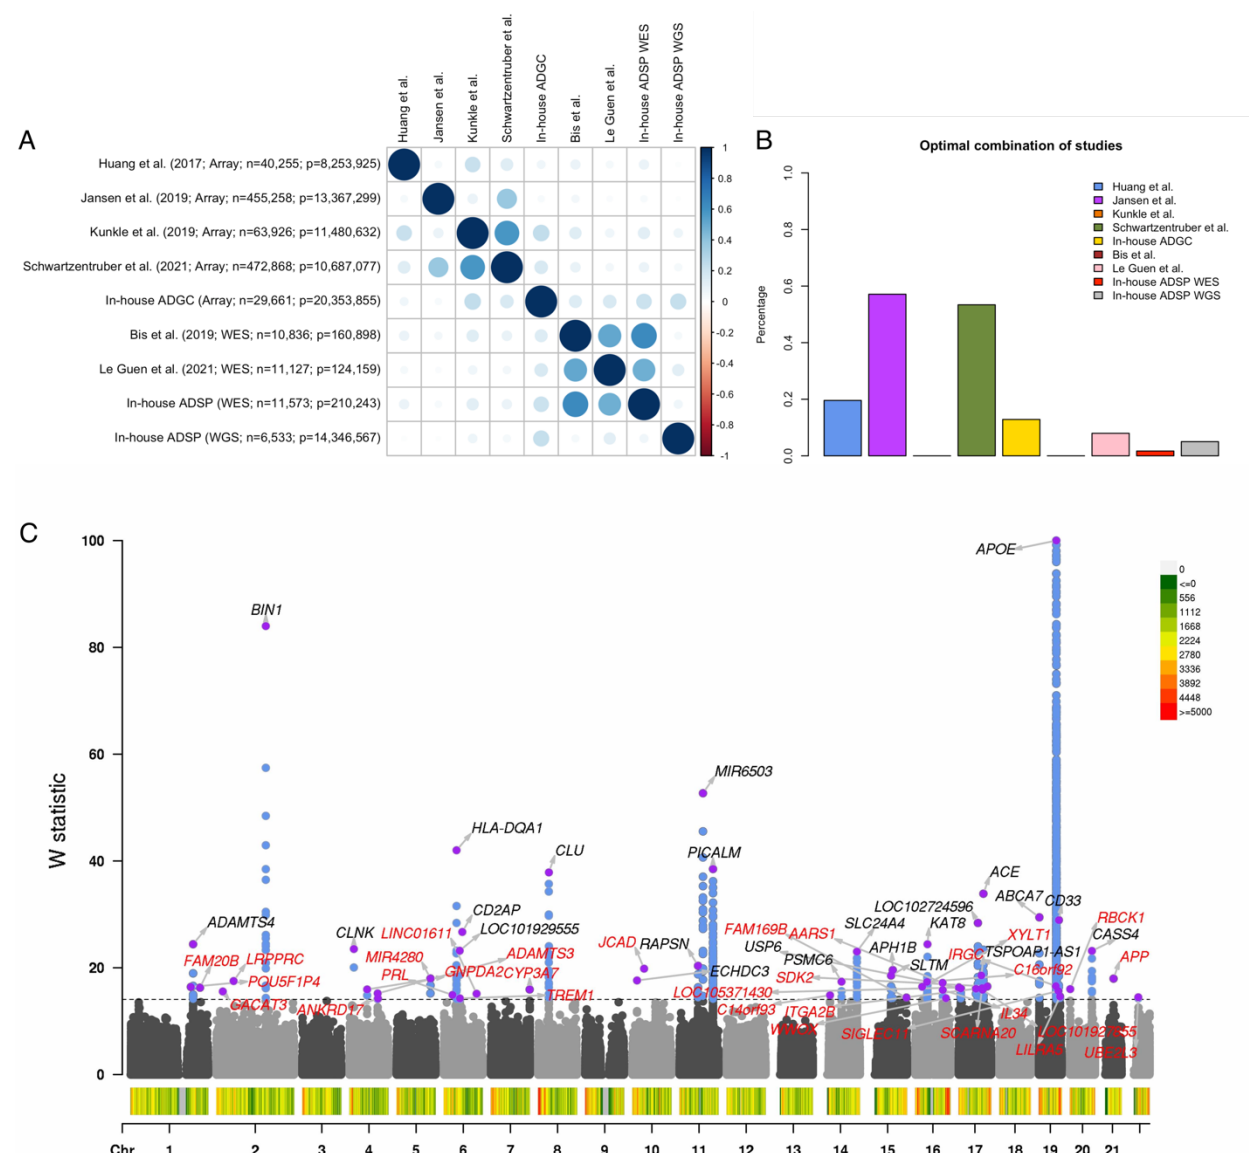 A
Huang et al.
Jansen et al.
Kunkle et al.
Schwartzentruber et al.
In-house ADGC
Bis et al.
Le Guen et al.
In-house ADSP WES
In-house ADSP WGS
Huang et al. (2017; Array; n=40,255; p=8,253,925)
Jansen et al. (2019; Array; n=455,258; p=13,367,299)
Kunkle et al. (2019; Array; n=63,926; p=11,480,632)
Schwartzentruber et al. (2021; Array; n=472,868; p=10,687,077)
In-house ADGC (Array; n=29,661; p=20,353,855)
Bis et al. (2019; WES; n=10,836; p=160,898)
Le Guen et al. (2021; WES; n=11,127; p=124,159)
In-house ADSP (WES; n=11,573; p=210,243)
In-house ADSP (WGS; n=6,533; p=14,346,567)
1
0.8
0.6
0.4
0.2
0
-0.2
-0.4
-0.6
-0.8
-1
B
Optimal combination of studies
Percentage
1.0
0.8
0.6
0.4
0.2
0.0
Huang et al.
Jansen et al.
Kunkle et al.
Schwartzentruber et al.
In-house ADGC
Bis et al.
Le Guen et al.
In-house ADSP WES
In-house ADSP WGS
C
W statistic
100
80
60
40
20
0
APOE
BIN1
MIR6503
HLA-DQA1
CLU
PICALM
ACE
ABCA7
CD33
LOC102724596
KAT8
RBCK1
CASS4
ADAMTS4
CD2AP
LOC101929555
CLNK
LINC01611
FAM169B
AARS1
SLC24A4
XYLT1
JCAD
RAPSN
USP6
APH1B
IRGC
TSPOAP1-AS1
APP
FAM20B
LRPPRC
MIR4280
ADAMTS3
PSMC6
SLTM
C16orf92
POU5F1P4
PRL
GNPDA2
CYP3A7
ECHDC3
SDK2
LOC105371430
TREM1
GACAT3
ANKRD17
C14orf93
ITGA2B
IL34
WWOX
SIGLEC11
SCARNA20
LOC101927655
LILRA5
UBE2L3
0
<=0
556
1112
1668
2224
2780
3336
3892
4448
>=5000
Chr
1
2
3
4
5
6
7
8
9
10
11
12
13
14
15
16
17
18
19
20
21